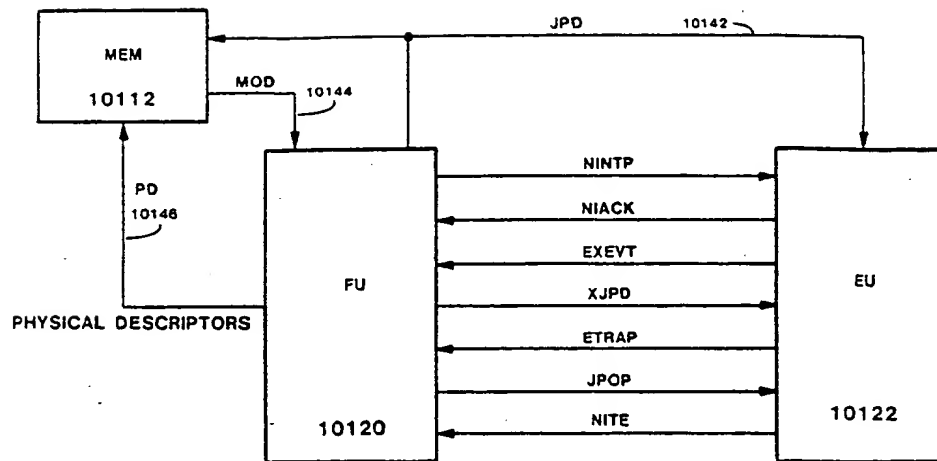 JPD
10142
MEM
10112
MOD
10144
PD
10146
PHYSICAL DESCRIPTORS
FU
10120
NINTP
NIACK
EXEVT
XJPD
ETRAP
JPOP
NITE
EU
10122